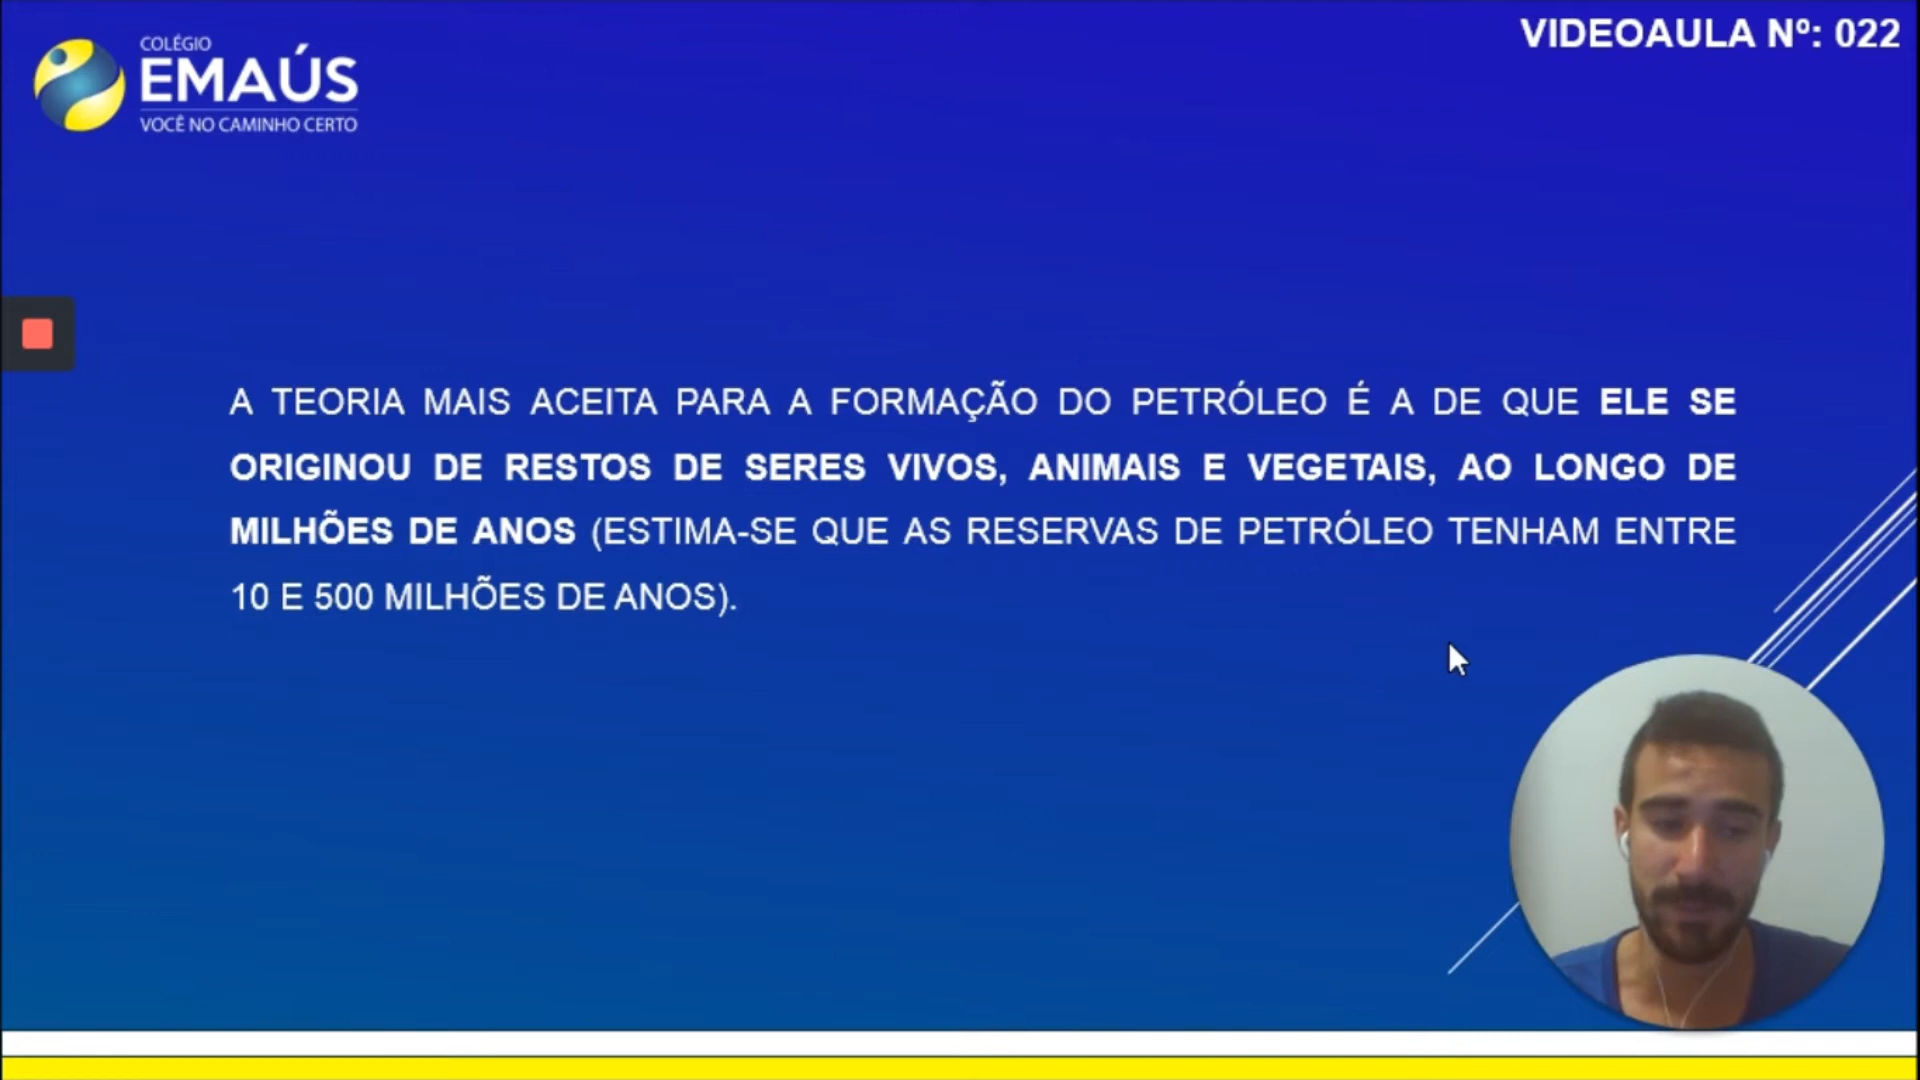 COLÉGIO
EMAÚS
VOCÊ NO CAMINHO CERTO
VIDEOAULA Nº: 022
A TEORIA MAIS ACEITA PARA A FORMAÇÃO DO PETRÓLEO É A DE QUE ELE SE
ORIGINOU DE RESTOS DE SERES VIVOS, ANIMAIS E VEGETAIS, AO LONGO DE
MILHÕES DE ANOS (ESTIMA-SE QUE AS RESERVAS DE PETRÓLEO TENHAM ENTRE
10 E 500 MILHÕES DE ANOS).